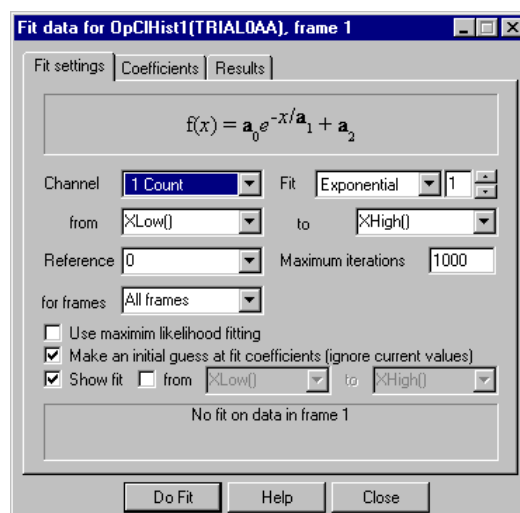 Fit data for OpClHist1(TRIAL0AA), frame 1
Fit settings Coefficients Results
f(x) = a₀e^-x/a₁ + a₂
Channel 1 Count Fit Exponential 1
from XLow() to XHigh()
Reference 0 Maximum iterations 1000
for frames All frames
Use maximim likelihood fitting
Make an initial guess at fit coefficients (ignore current values)
Show fit from XLow() to XHigh()
No fit on data in frame 1
Do Fit Help Close